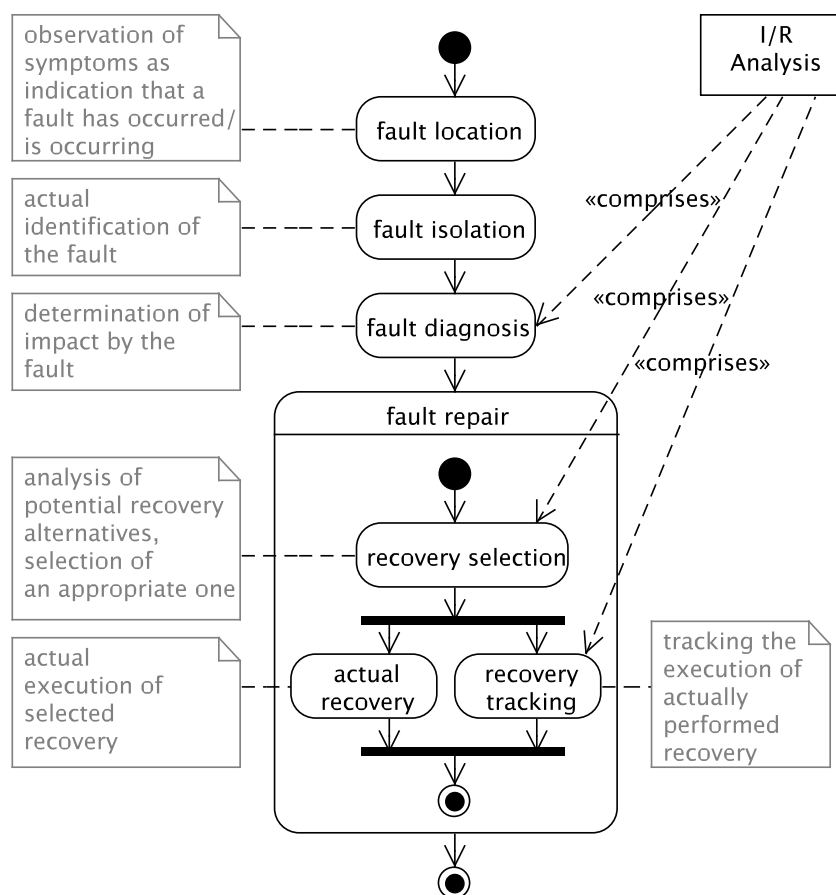 observation of
symptoms as
indication that a
fault has occurred/
is occurring
I/R
Analysis
fault location
actual
identification of
the fault
fault isolation
«comprises»
determination of
impact by the
fault
fault diagnosis
«comprises»
«comprises»
fault repair
analysis of
potential recovery
alternatives,
selection of
an appropriate one
recovery selection
actual
execution of
selected
recovery
actual
recovery
recovery
tracking
tracking the
execution of
actually
performed
recovery